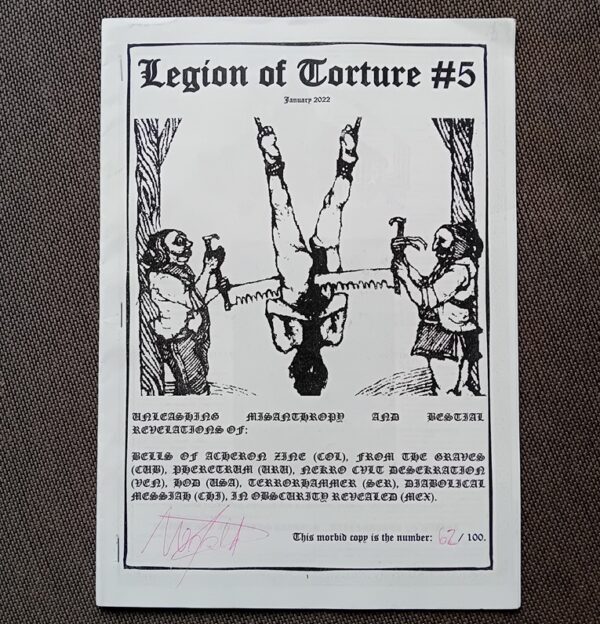 Legion of Torture #5
January 2022
UNLEASHING MISANTHROPY AND BESTIAL
REVELATIONS OF:
BELLS OF ACHERON ZINE (COL), FROM THE GRAVES
(CUB), PHERETRUM (URU), NEKRO CVLT DESEKRATION
(VEN), HOD (USA), TERRORHAMMER (SER), DIABOLICAL
MESSIAH (CHI), IN OBSCURITY REVEALED (MEX).
This morbid copy is the number: 62/ 100.